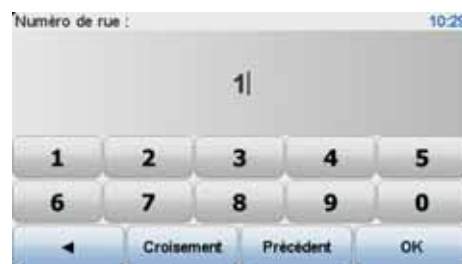 Numéro de rue : 10:29
1
1 2 3 4 5
6 7 8 9 0
◄ Croisement Précédent OK